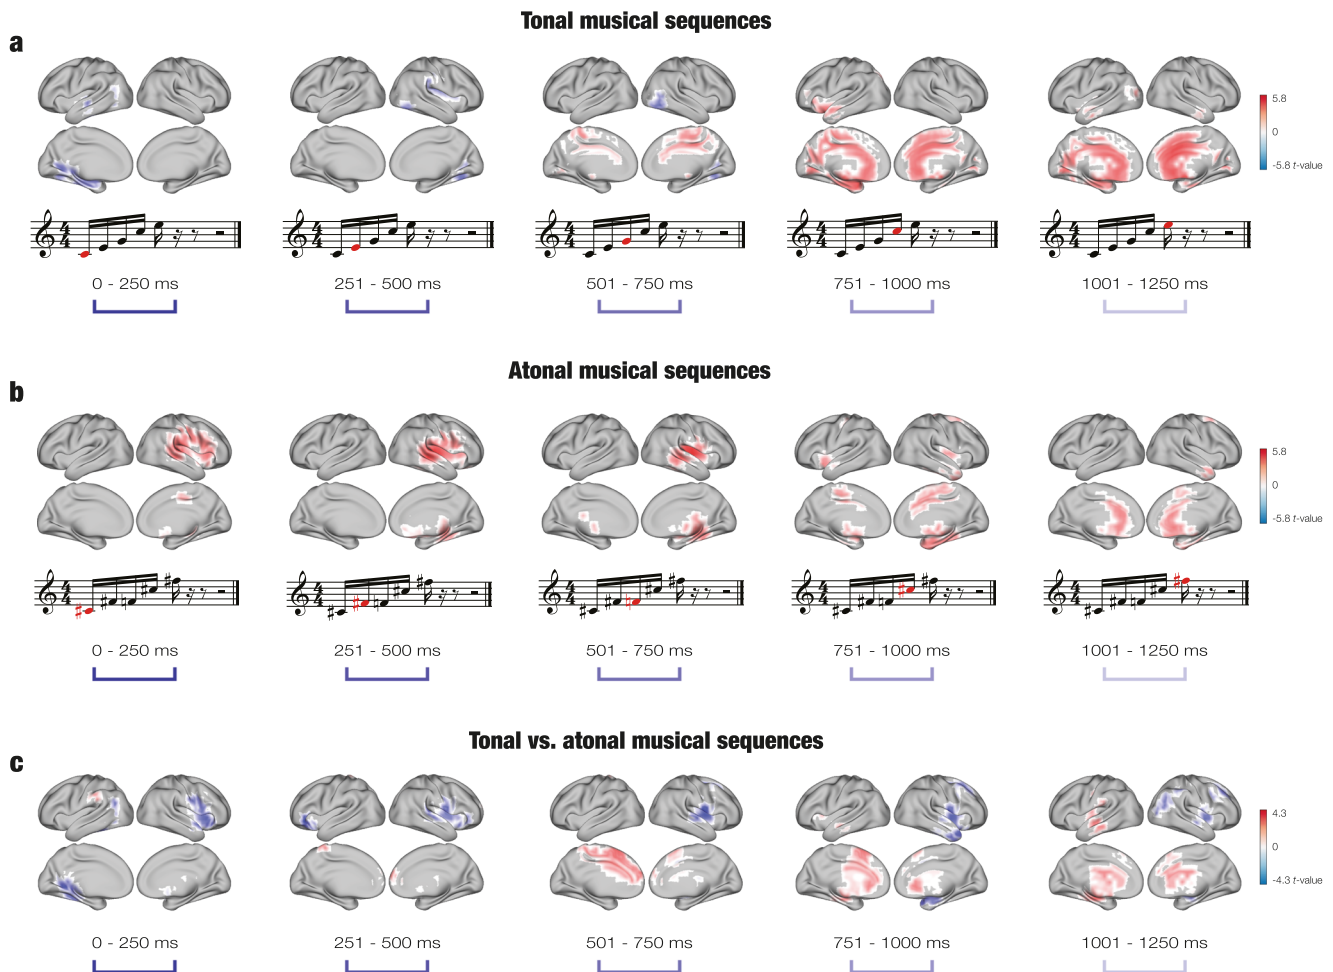 Tonal musical sequences
a
5.8
0
-5.8 t-value
0 - 250 ms
251 - 500 ms
501 - 750 ms
751 - 1000 ms
1001 - 1250 ms
Atonal musical sequences
b
5.8
0
-5.8 t-value
0 - 250 ms
251 - 500 ms
501 - 750 ms
751 - 1000 ms
1001 - 1250 ms
Tonal vs. atonal musical sequences
c
4.3
0
-4.3 t-value
0 - 250 ms
251 - 500 ms
501 - 750 ms
751 - 1000 ms
1001 - 1250 ms